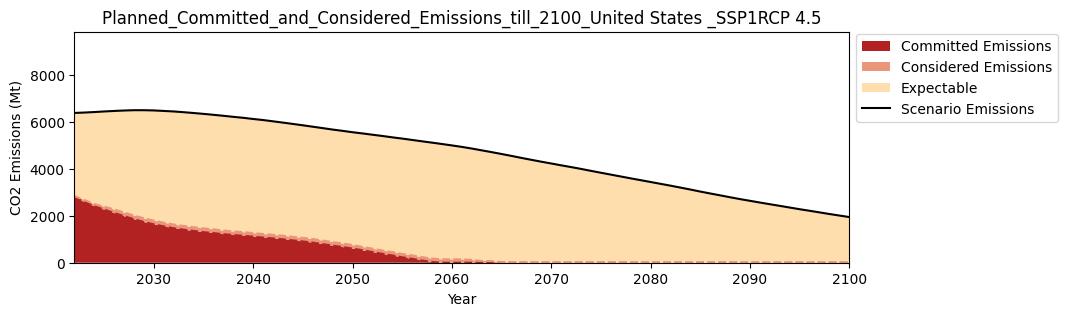 Planned_Committed_and_Considered_Emissions_till_2100_United States _SSP1RCP 4.5
Committed Emissions
Considered Emissions
Expectable
Scenario Emissions
CO2 Emissions (Mt)
8000
6000
4000
2000
0
2030 2040 2050 2060 2070 2080 2090 2100
Year